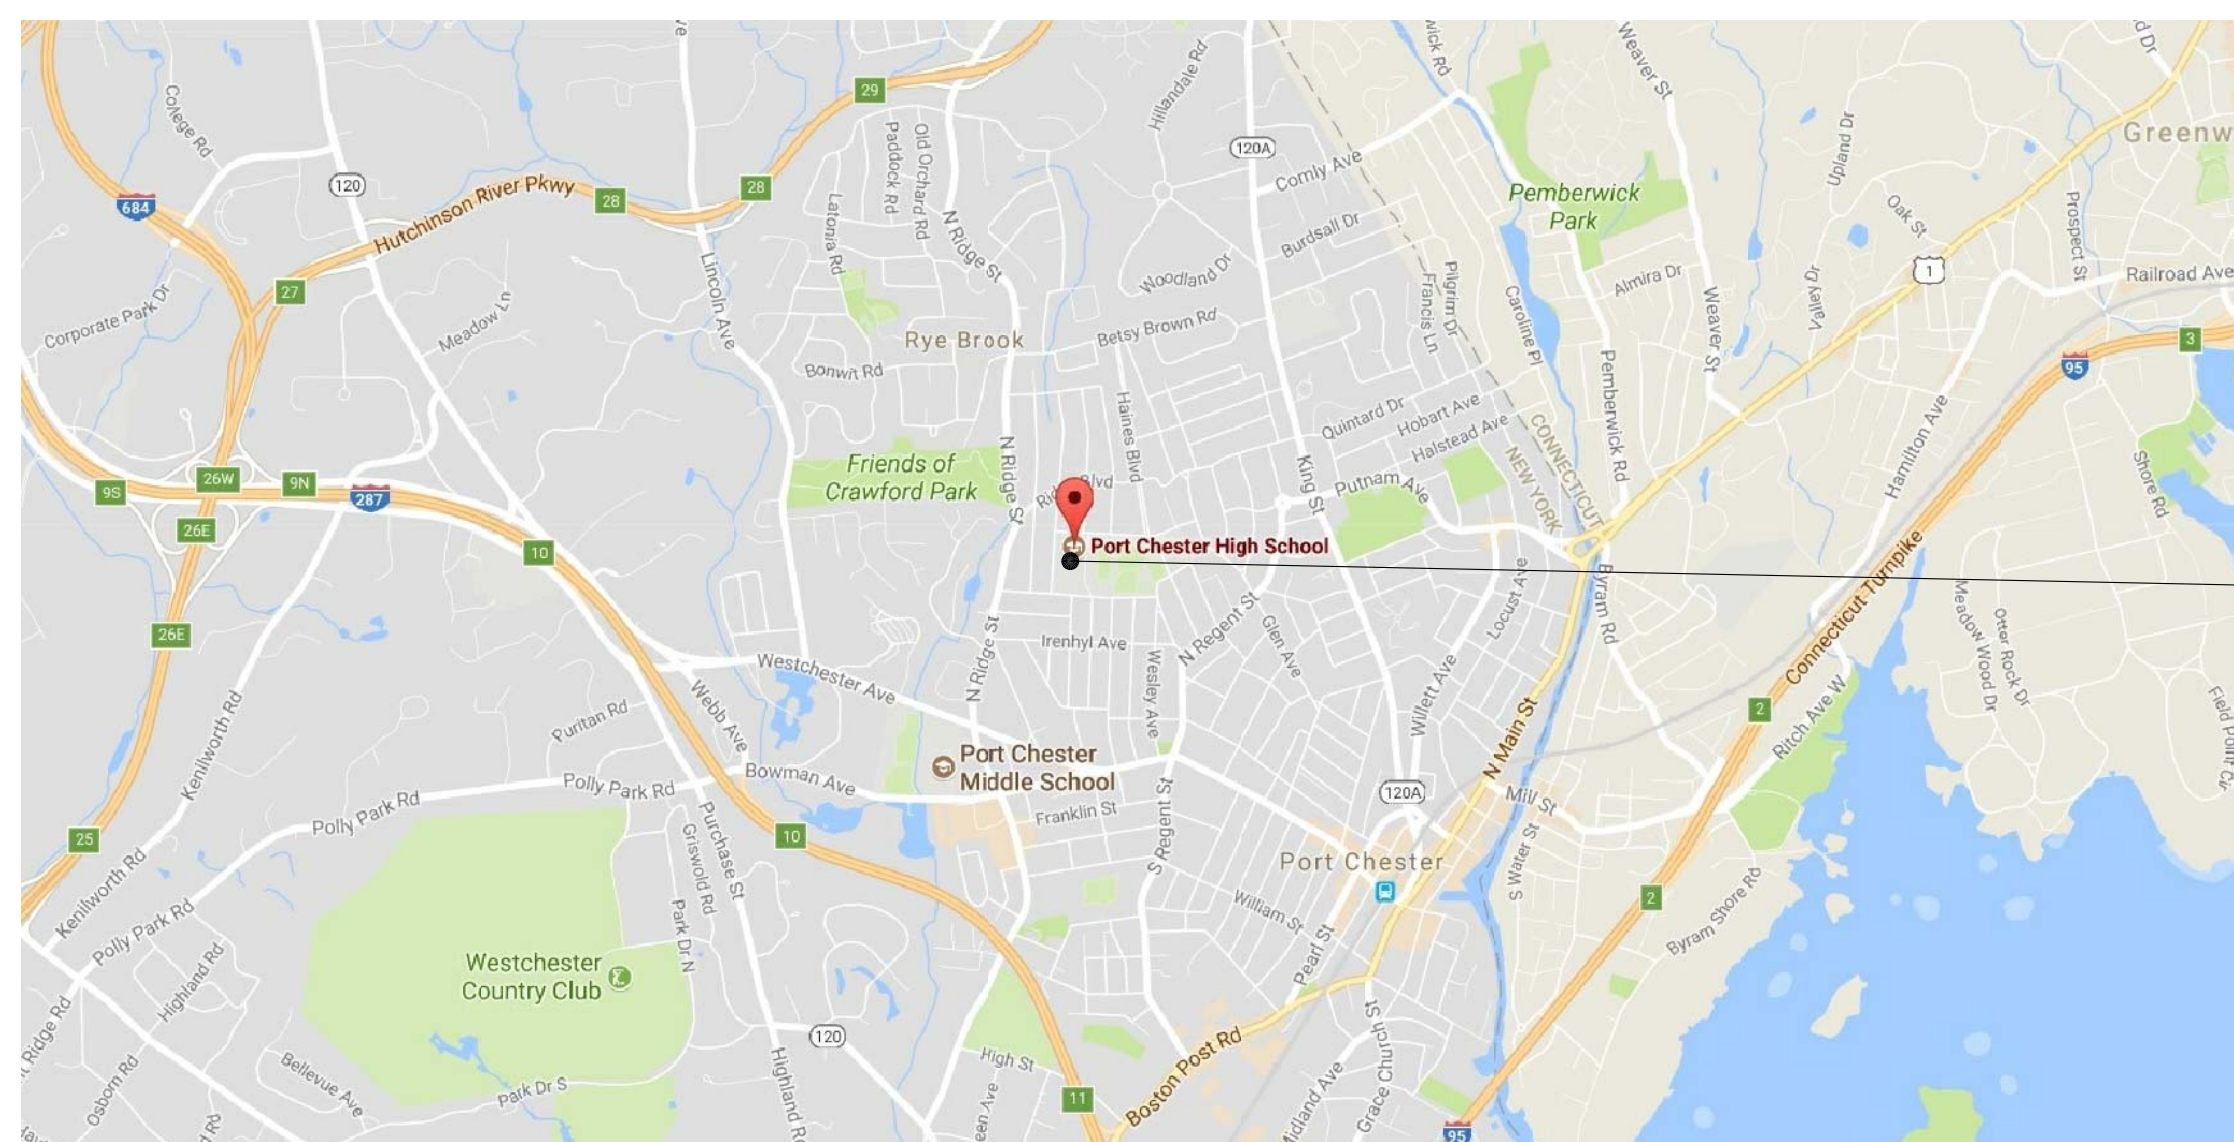 29
College Rd
Hillandale Rd
Weaver St
120A
Comly Ave
Upland Dr
Paddock Rd
Old Orchard Rd
120
684
Hutchinson River Pkwy
28
28
Latonia Rd
N Ridge St
Burdsall Dr
Pemberwick
Park
Oak St
Prospect St
1
Railroad Ave
27
Lincoln Ave
Woodland Dr
Pilgrim Dr
Francis Ln
Caroline Pl
Almira Dr
Valley Dr
Weaver St
Corporate Park Dr
Meadow Ln
Rye Brook
Betsy Brown Rd
3
95
Bonwit Rd
Pemberwick Rd
Haines Blvd
Quintard Dr
Hobart Ave
Halstead Ave
Hamilton Ave
CONNECTICUT
NEW YORK
Friends of
Crawford Park
N Ridge St
King St
Putnam Ave
Shore Rd
26W
9S
9N
287
26E
10
Port Chester High School
Connecticut Turnpike
Byram Rd
Locust Ave
Meadow Wood Dr
Otter Rock Dr
26E
Irenhyl Ave
N Regent St
Glen Ave
N Ridge St
Wesley Ave
Willett Ave
Westchester Ave
Webb Ave
Puritan Rd
Kenilworth Rd
N Main St
2
Ritch Ave W
Port Chester
Middle School
Bowman Ave
Polly Park Rd
Polly Park Rd
120A
Mill St
Franklin St
S Regent St
25
10
Purchase St
Griswold Rd
Port Chester
S Water St
2
Byram Shore Rd
Kenilworth Rd
Polly Park Rd
Park Dr N
William St
Pearl St
Highland Rd
Westchester
Country Club
120
Boston Post Rd
High St
S Church St
Grace Church St
Bellevue Ave
Park Dr S
Osborn Rd
11
95